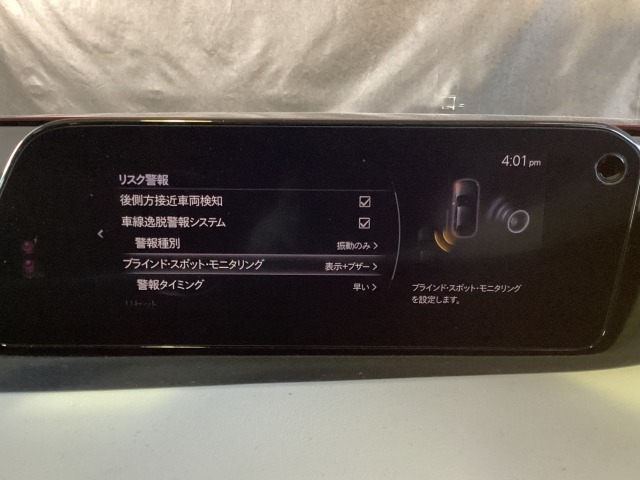 4:01 pm
リスク警報
後側方接近車両検知
車線逸脱警報システム
警報種別 振動のみ
ブラインド・スポット・モニタリング 表示+ブザー
警報タイミング 早い
ブラインド・スポット・モニタリング
を設定します。